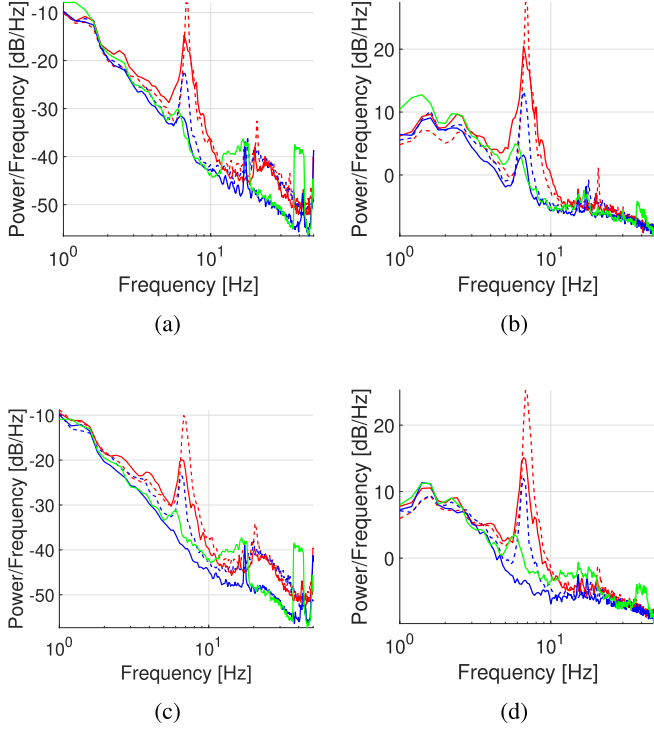 -10
-20
-30
-40
-50
Power/Frequency [dB/Hz]
10^0
10^1
Frequency [Hz]
(a)
20
10
0
Power/Frequency [dB/Hz]
10^0
10^1
Frequency [Hz]
(b)
-10
-20
-30
-40
-50
Power/Frequency [dB/Hz]
10^0
10^1
Frequency [Hz]
(c)
20
10
0
Power/Frequency [dB/Hz]
10^0
10^1
Frequency [Hz]
(d)